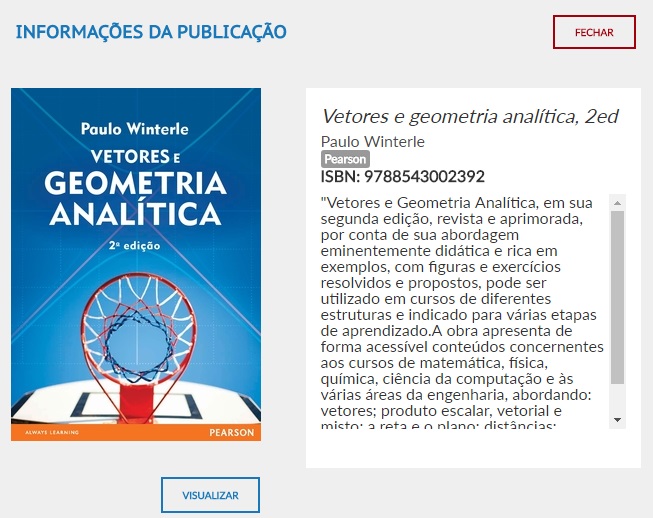 INFORMAÇÕES DA PUBLICAÇÃO
FECHAR
Paulo Winterle
VETORES E
GEOMETRIA
ANALÍTICA
2ª edição
ALWAYS LEARNING
PEARSON
VISUALIZAR
Vetores e geometria analítica, 2ed
Paulo Winterle
Pearson
ISBN: 9788543002392
"Vetores e Geometria Analítica, em sua
segunda edição, revista e aprimorada,
por conta de sua abordagem
eminentemente didática e rica em
exemplos, com figuras e exercícios
resolvidos e propostos, pode ser
utilizado em cursos de diferentes
estruturas e indicado para várias etapas
de aprendizado.A obra apresenta de
forma acessível conteúdos concernentes
aos cursos de matemática, física,
química, ciência da computação e às
várias áreas da engenharia, abordando:
vetores; produto escalar, vetorial e
misto; a reta e o plano; distâncias;